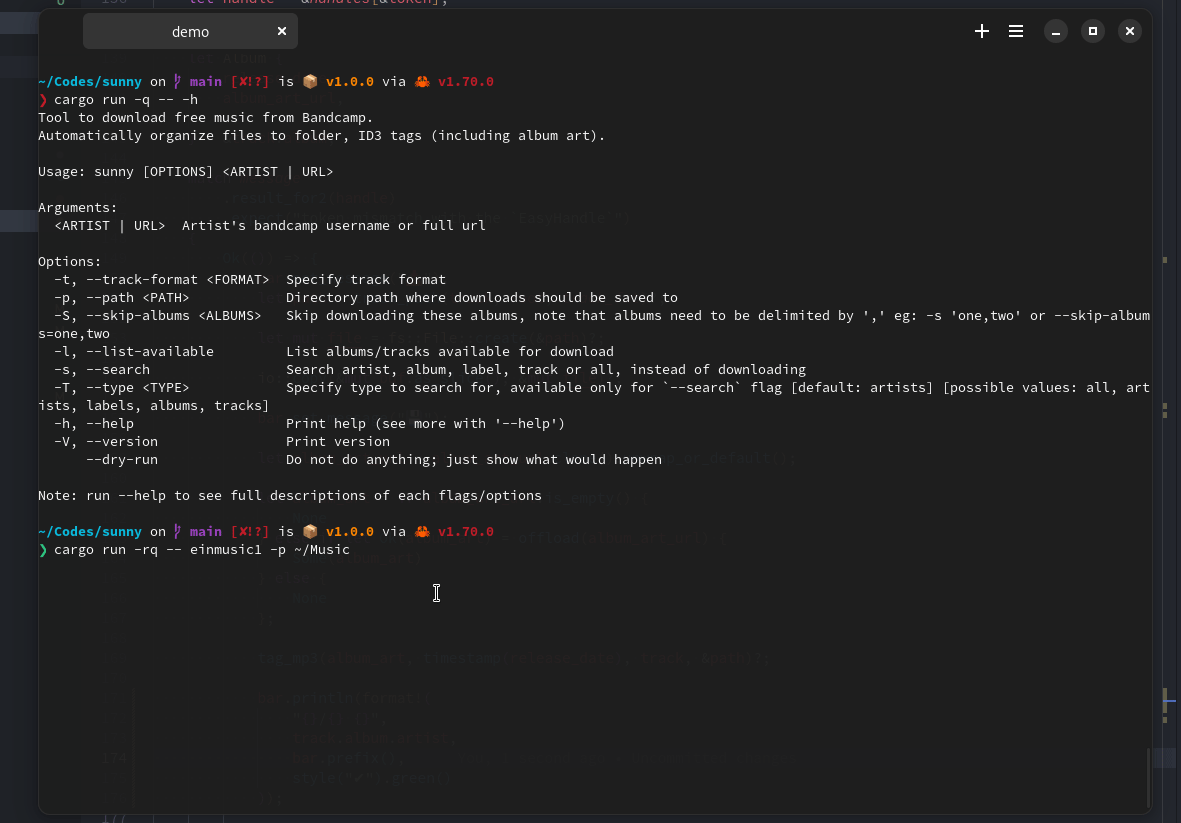 demo
~/Codes/sunny on main [✘!?] is 📦 v1.0.0 via 🦀 v1.70.0
❯ cargo run -q -- -h
Tool to download free music from Bandcamp.
Automatically organize files to folder, ID3 tags (including album art).
Usage: sunny [OPTIONS] <ARTIST | URL>
Arguments:
<ARTIST | URL>  Artist's bandcamp username or full url
Options:
-t, --track-format <FORMAT>  Specify track format
-p, --path <PATH>            Directory path where downloads should be saved to
-S, --skip-albums <ALBUMS>   Skip downloading these albums, note that albums need to be delimited by ',' eg: -s 'one,two' or --skip-album
s=one,two
-l, --list-available         List albums/tracks available for download
-s, --search                 Search artist, album, label, track or all, instead of downloading
-T, --type <TYPE>            Specify type to search for, available only for `--search` flag [default: artists] [possible values: all, art
ists, labels, albums, tracks]
-h, --help                   Print help (see more with '--help')
-V, --version                Print version
--dry-run                Do not do anything; just show what would happen
Note: run --help to see full descriptions of each flags/options
~/Codes/sunny on main [✘!?] is 📦 v1.0.0 via 🦀 v1.70.0
❯ cargo run -rq -- einmusic1 -p ~/Music